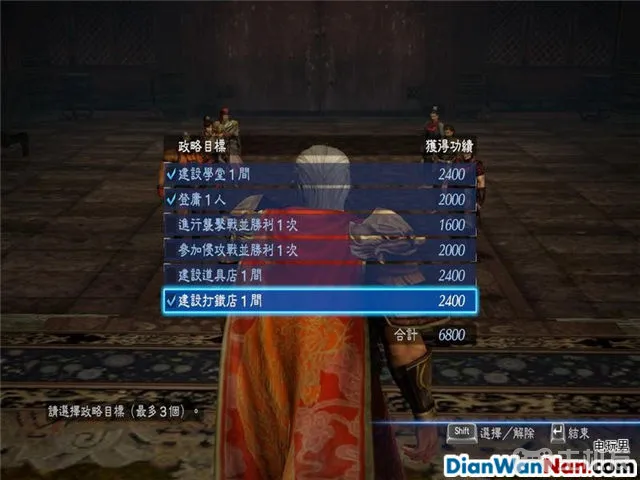 政略目標 獲得功績
建設學堂1間 2400
登庸1人 2000
進行襲擊戰並勝利1次 1600
參加侵攻戰並勝利1次 2000
建設道具店1間 2400
建設打鐵店1間 2400
合計 6800
請選擇政略目標（最多3個）。
Shift 選擇／解除 結束
电玩男
DianWanNan.com